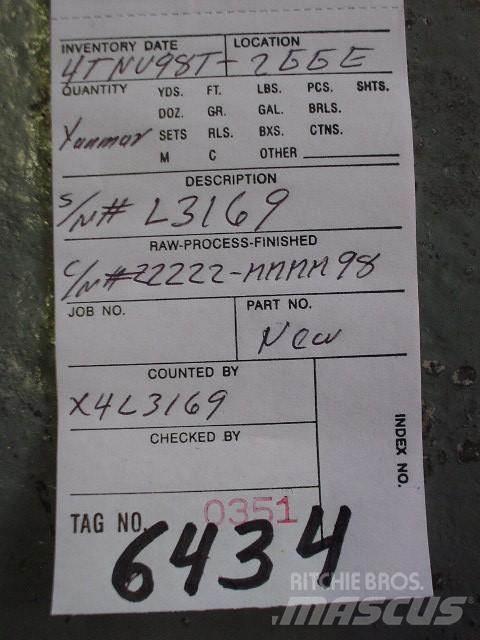 INVENTORY DATE LOCATION
4TNV98T-2EEE
QUANTITY YDS. FT. LBS. PCS. SHTS.
DOZ. GR. GAL. BRLS.
Yanmar SETS RLS. BXS. CTNS.
M C OTHER
DESCRIPTION
S/N# L3169
RAW-PROCESS-FINISHED
C/N# 22222-MMMM98
JOB NO. PART NO.
New
COUNTED BY
X4L3169
CHECKED BY
INDEX NO.
TAG NO. 0351
6434
RITCHIE BROS.
MASCUS